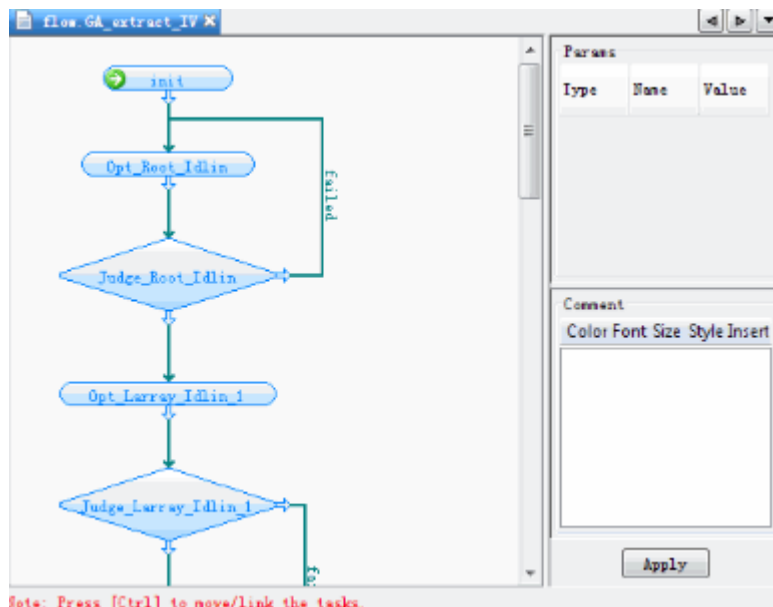 flow.GA_extract_IV
init
Opt_Root_Idlin
failed
Judge_Root_Idlin
Opt_Larray_Idlin_1
Judge_Larray_Idlin_1
Params
Type Name Value
Comment
Color Font Size Style Insert
Apply
Note: Press [Ctrl] to move/link the tasks.